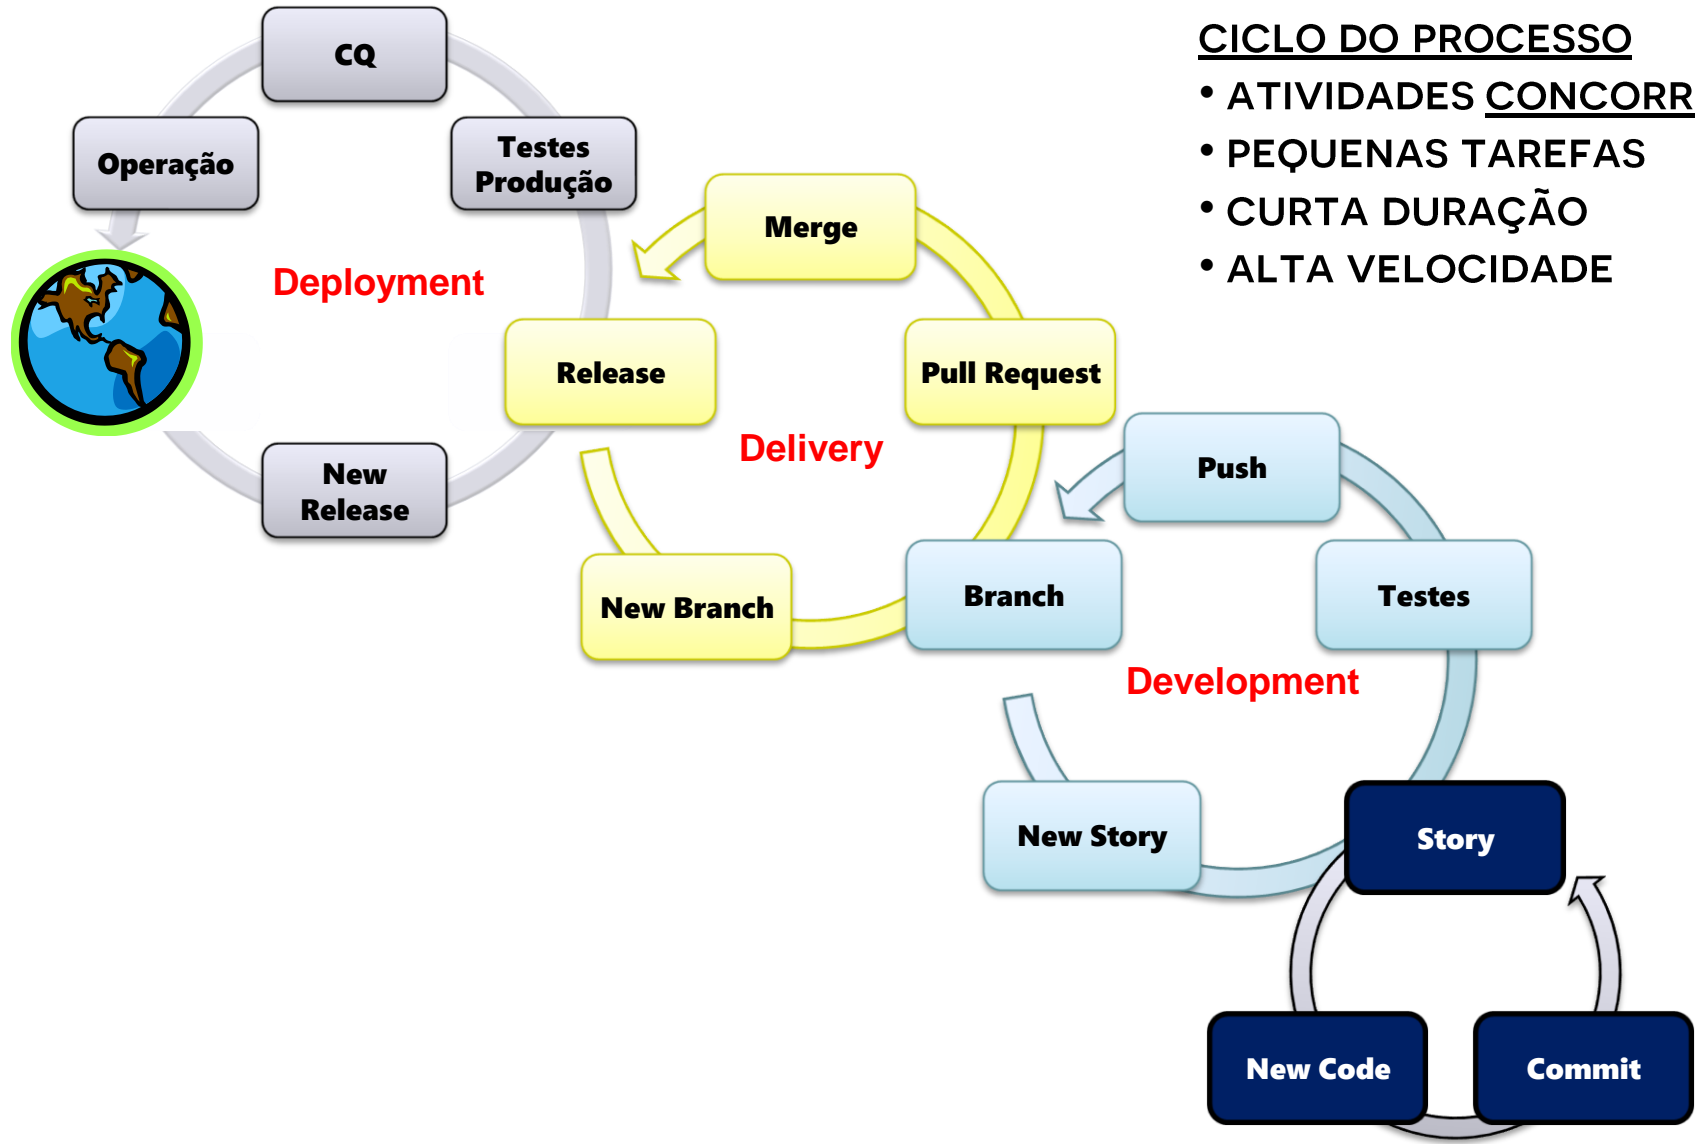 CICLO DO PROCESSO
• ATIVIDADES CONCORR
• PEQUENAS TAREFAS
• CURTA DURAÇÃO
• ALTA VELOCIDADE
CQ
Operação
Testes
Produção
Deployment
New
Release
Merge
Release
Pull Request
Delivery
New Branch
Push
Branch
Testes
Development
New Story
Story
New Code
Commit